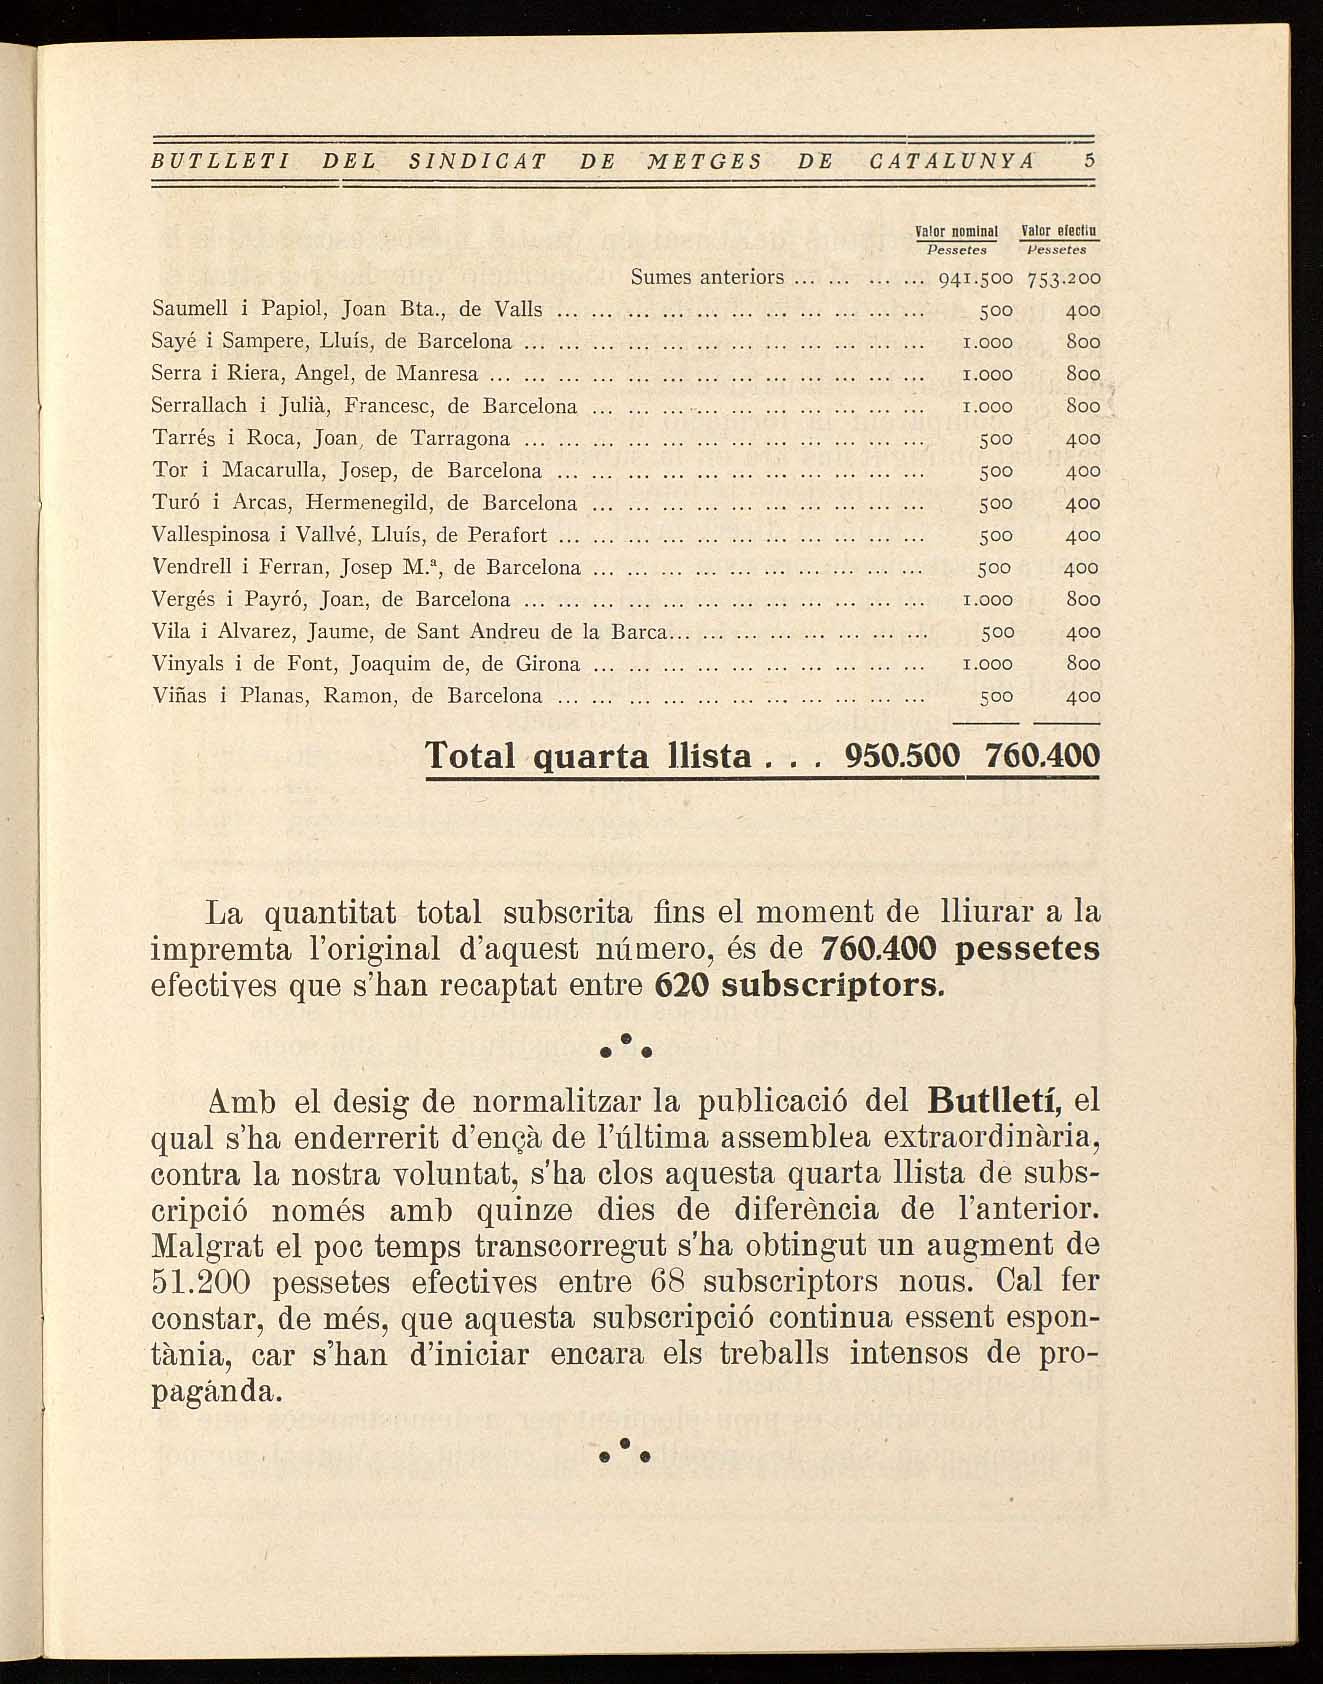 BUTLLETI DEL SINDICAT DE METGES DE CATALUNYA 5
Valor nominal Valor efectiu
Pessetes Pessetes
Sumes anteriors ... ... ... ... 941.500 753.200
Saumell i Papiol, Joan Bta., de Valls ... ... ... ... ... ... ... ... ... ... ... 500 400
Sayé i Sampere, Lluís, de Barcelona ... ... ... ... ... ... ... ... ... ... ... ... 1.000 800
Serra i Riera, Angel, de Manresa ... ... ... ... ... ... ... ... ... ... ... ... ... 1.000 800
Serrallach i Julià, Francesc, de Barcelona ... ... ... ... ... ... ... ... ... ... 1.000 800
Tarrés i Roca, Joan, de Tarragona ... ... ... ... ... ... ... ... ... ... ... ... 500 400
Tor i Macarulla, Josep, de Barcelona ... ... ... ... ... ... ... ... ... ... ... 500 400
Turó i Arcas, Hermenegild, de Barcelona ... ... ... ... ... ... ... ... ... ... 500 400
Vallespinosa i Vallvé, Lluís, de Perafort ... ... ... ... ... ... ... ... ... ... ... 500 400
Vendrell i Ferran, Josep M.ª, de Barcelona ... ... ... ... ... ... ... ... ... ... 500 400
Vergés i Payró, Joan, de Barcelona ... ... ... ... ... ... ... ... ... ... ... ... 1.000 800
Vila i Alvarez, Jaume, de Sant Andreu de la Barca... ... ... ... ... ... ... ... 500 400
Vinyals i de Font, Joaquim de, de Girona ... ... ... ... ... ... ... ... ... ... 1.000 800
Viñas i Planas, Ramon, de Barcelona ... ... ... ... ... ... ... ... ... ... ... 500 400
Total quarta llista . . . 950.500 760.400
La quantitat total subscrita fins el moment de lliurar a la
impremta l'original d'aquest número, és de 760.400 pessetes
efectives que s'han recaptat entre 620 subscriptors.
Amb el desig de normalitzar la publicació del Butlletí, el
qual s'ha enderrerit d'ençà de l'última assemblea extraordinària,
contra la nostra voluntat, s'ha clos aquesta quarta llista de subs-
cripció només amb quinze dies de diferència de l'anterior.
Malgrat el poc temps transcorregut s'ha obtingut un augment de
51.200 pessetes efectives entre 68 subscriptors nous. Cal fer
constar, de més, que aquesta subscripció continua essent espon-
tània, car s'han d'iniciar encara els treballs intensos de pro-
pagànda.